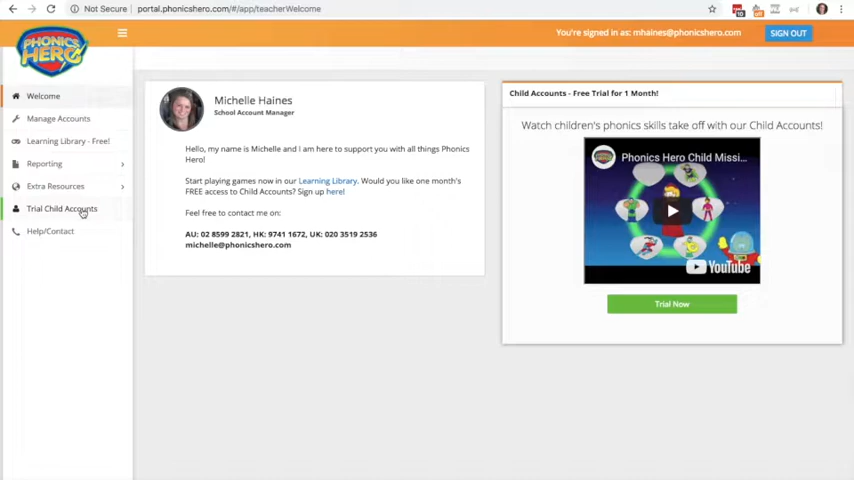 Not Secure | portal.phonicshero.com/#/app/teacherWelcome
PHONICS
HERO
You're signed in as: mhaines@phonicshero.com
SIGN OUT
Welcome
Manage Accounts
Learning Library - Free!
Reporting
Extra Resources
Trial Child Accounts
Help/Contact
Michelle Haines
School Account Manager
Hello, my name is Michelle and I am here to support you with all things Phonics
Hero!
Start playing games now in our Learning Library. Would you like one month's
FREE access to Child Accounts? Sign up here!
Feel free to contact me on:
AU: 02 8599 2821, HK: 9741 1672, UK: 020 3519 2536
michelle@phonicshero.com
Child Accounts - Free Trial for 1 Month!
Watch children's phonics skills take off with our Child Accounts!
Phonics Hero Child Missi...
YouTube
Trial Now